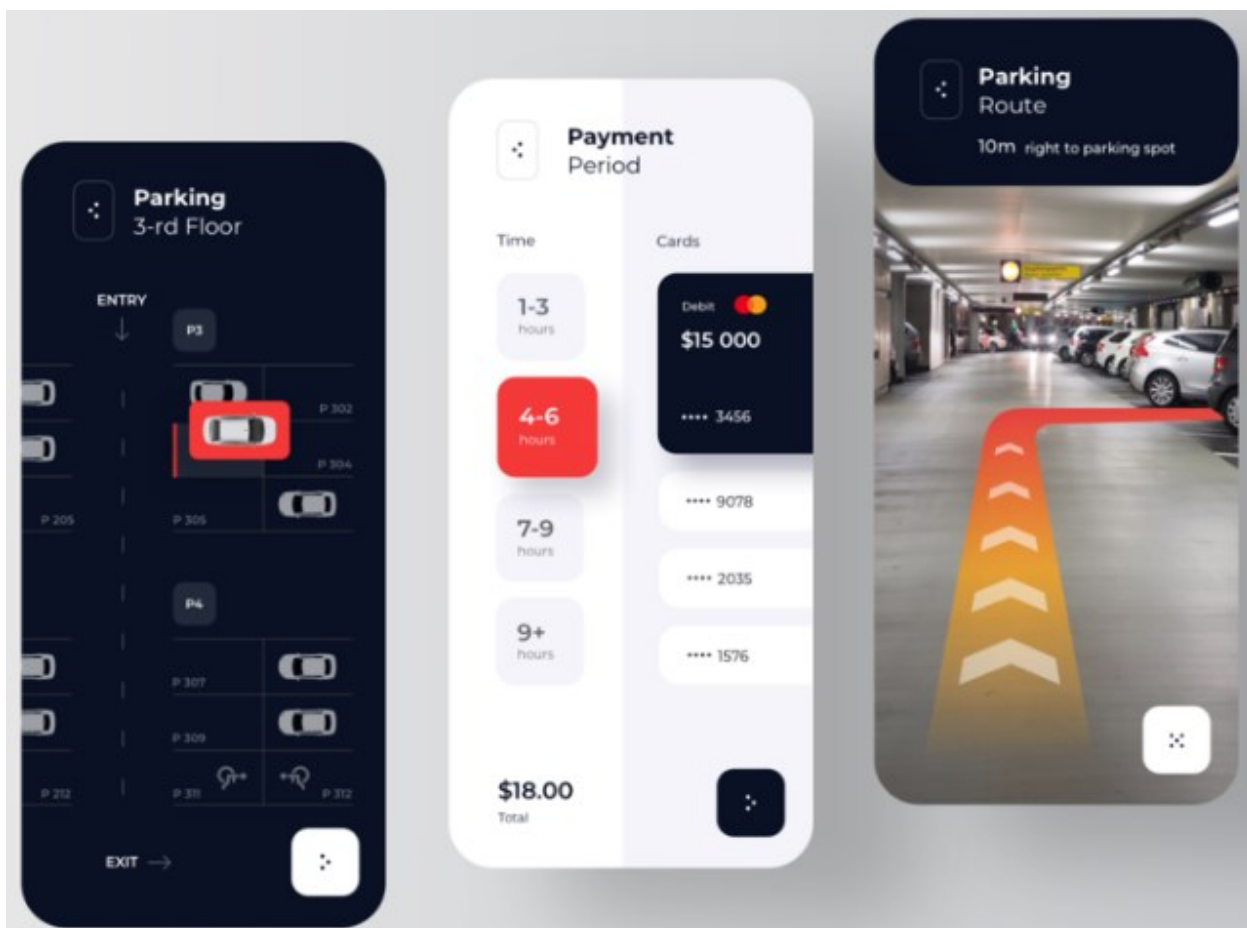 Parking
3-rd Floor
ENTRY
P3
P 302
P 304
P 205
P 305
P4
P 307
P 309
P 212
P 311
P 312
EXIT
Payment
Period
Time
Cards
1-3
hours
4-6
hours
7-9
hours
9+
hours
Debit
$15 000
•••• 3456
•••• 9078
•••• 2035
•••• 1576
$18.00
Total
Parking
Route
10m right to parking spot